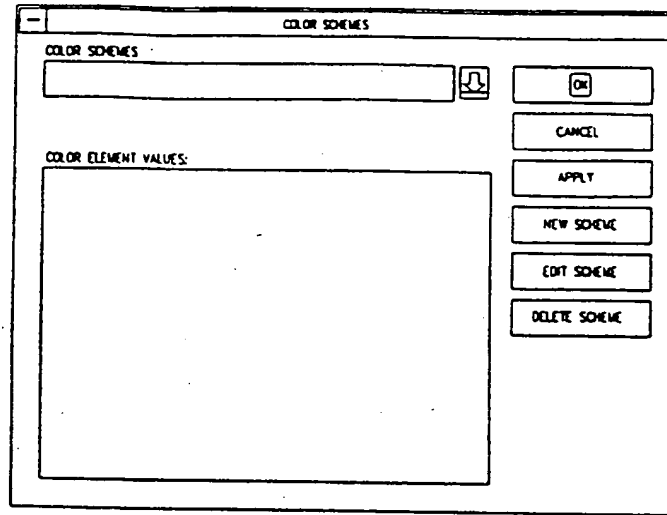 COLOR SCHEMES
COLOR SCHEMES
OK
CANCEL
COLOR ELEMENT VALUES:
APPLY
NEW SCHEME
EDIT SCHEME
DELETE SCHEME